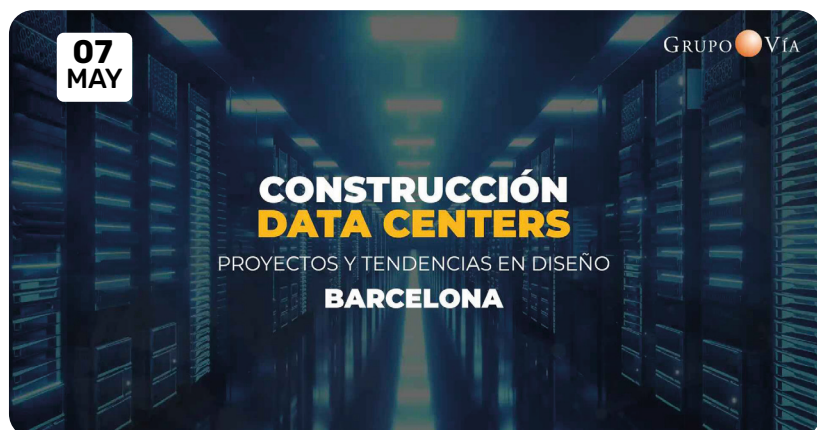 07
MAY
GRUPO VÍA
CONSTRUCCIÓN
DATA CENTERS
PROYECTOS Y TENDENCIAS EN DISEÑO
BARCELONA